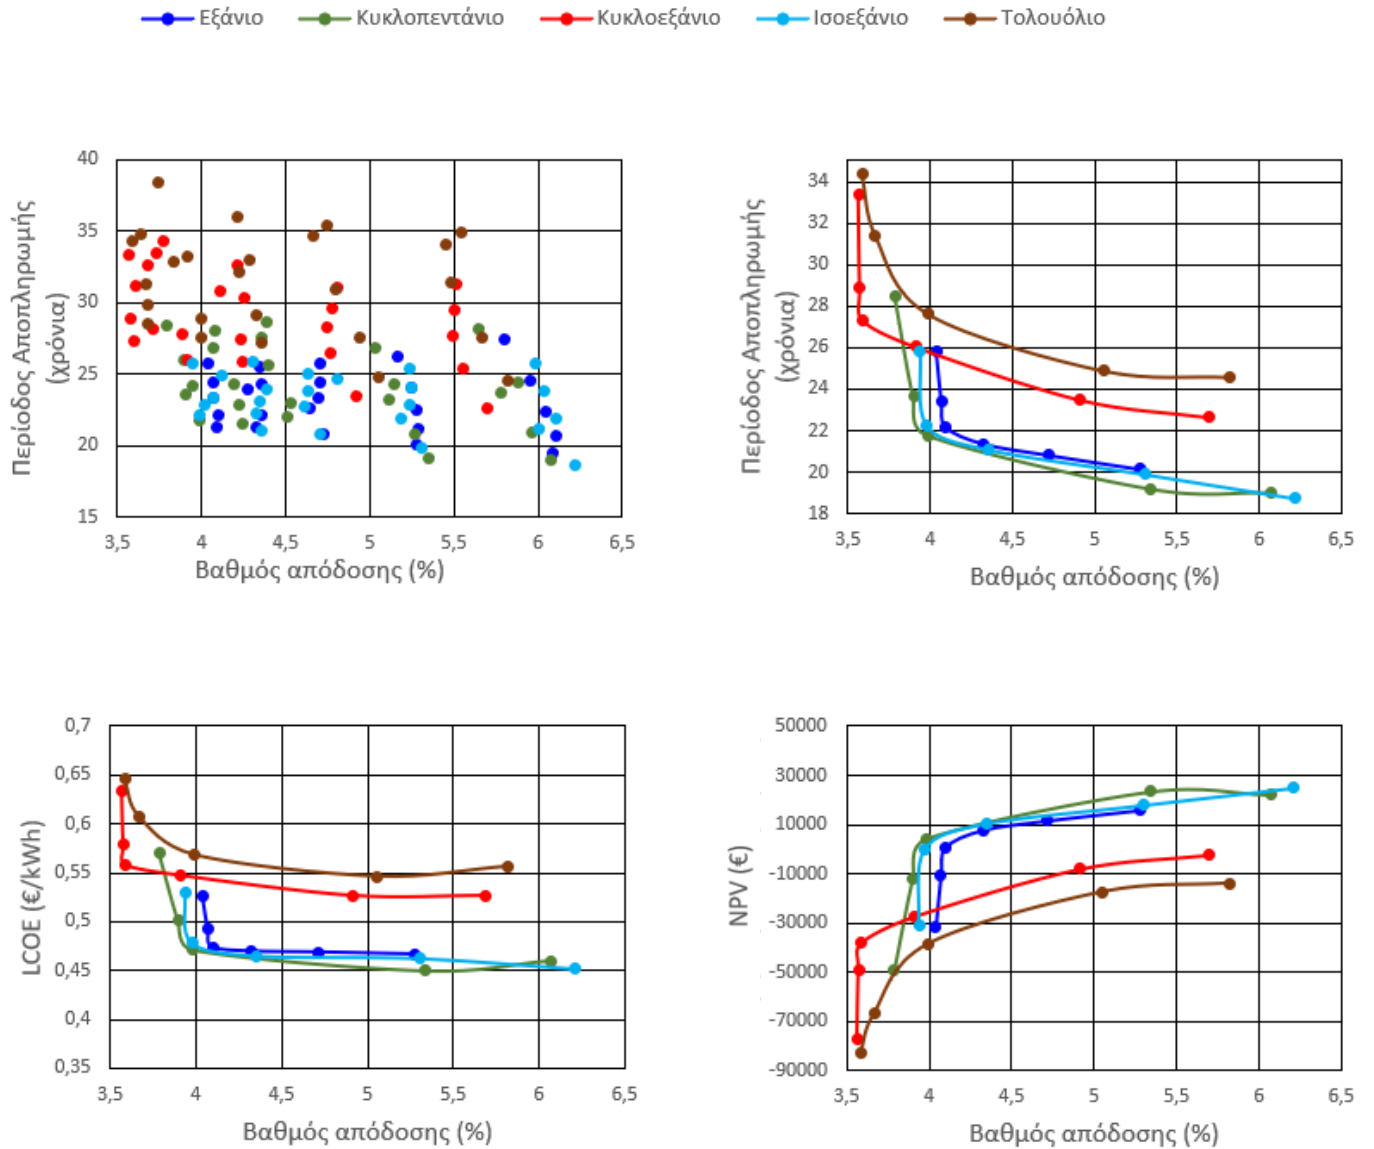 Εξάνιο Κυκλοπεντάνιο Κυκλοεξάνιο Ισοεξάνιο Τολουόλιο
Περίοδος Αποπληρωμής
(χρόνια)
40
35
30
25
20
15
3,5 4 4,5 5 5,5 6 6,5
Βαθμός απόδοσης (%)
Περίοδος Αποπληρωμής
(χρόνια)
34
32
30
28
26
24
22
20
18
3,5 4 4,5 5 5,5 6 6,5
Βαθμός απόδοσης (%)
LCOE (€/kWh)
0,7
0,65
0,6
0,55
0,5
0,45
0,4
0,35
3,5 4 4,5 5 5,5 6 6,5
Βαθμός απόδοσης (%)
NPV (€)
50000
30000
10000
-10000
-30000
-50000
-70000
-90000
3,5 4 4,5 5 5,5 6 6,5
Βαθμός απόδοσης (%)